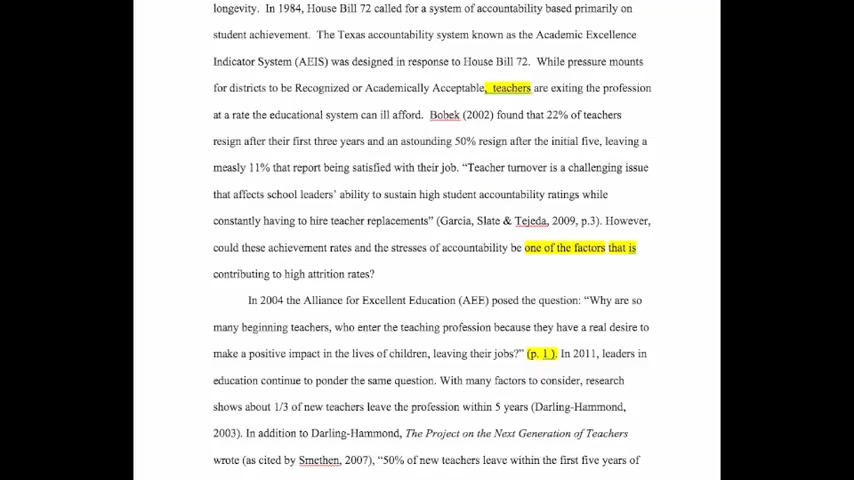 longevity.  In 1984, House Bill 72 called for a system of accountability based primarily on
student achievement.  The Texas accountability system known as the Academic Excellence
Indicator System (AEIS) was designed in response to House Bill 72.  While pressure mounts
for districts to be Recognized or Academically Acceptable,  teachers are exiting the profession
at a rate the educational system can ill afford.  Bobek (2002) found that 22% of teachers
resign after their first three years and an astounding 50% resign after the initial five, leaving a
measly 11% that report being satisfied with their job. “Teacher turnover is a challenging issue
that affects school leaders’ ability to sustain high student accountability ratings while
constantly having to hire teacher replacements” (Garcia, Slate & Tejeda, 2009, p.3). However,
could these achievement rates and the stresses of accountability be one of the factors that is
contributing to high attrition rates?
In 2004 the Alliance for Excellent Education (AEE) posed the question: “Why are so
many beginning teachers, who enter the teaching profession because they have a real desire to
make a positive impact in the lives of children, leaving their jobs?” (p. 1 ). In 2011, leaders in
education continue to ponder the same question. With many factors to consider, research
shows about 1/3 of new teachers leave the profession within 5 years (Darling-Hammond,
2003). In addition to Darling-Hammond, The Project on the Next Generation of Teachers
wrote (as cited by Smethen, 2007), “50% of new teachers leave within the first five years of